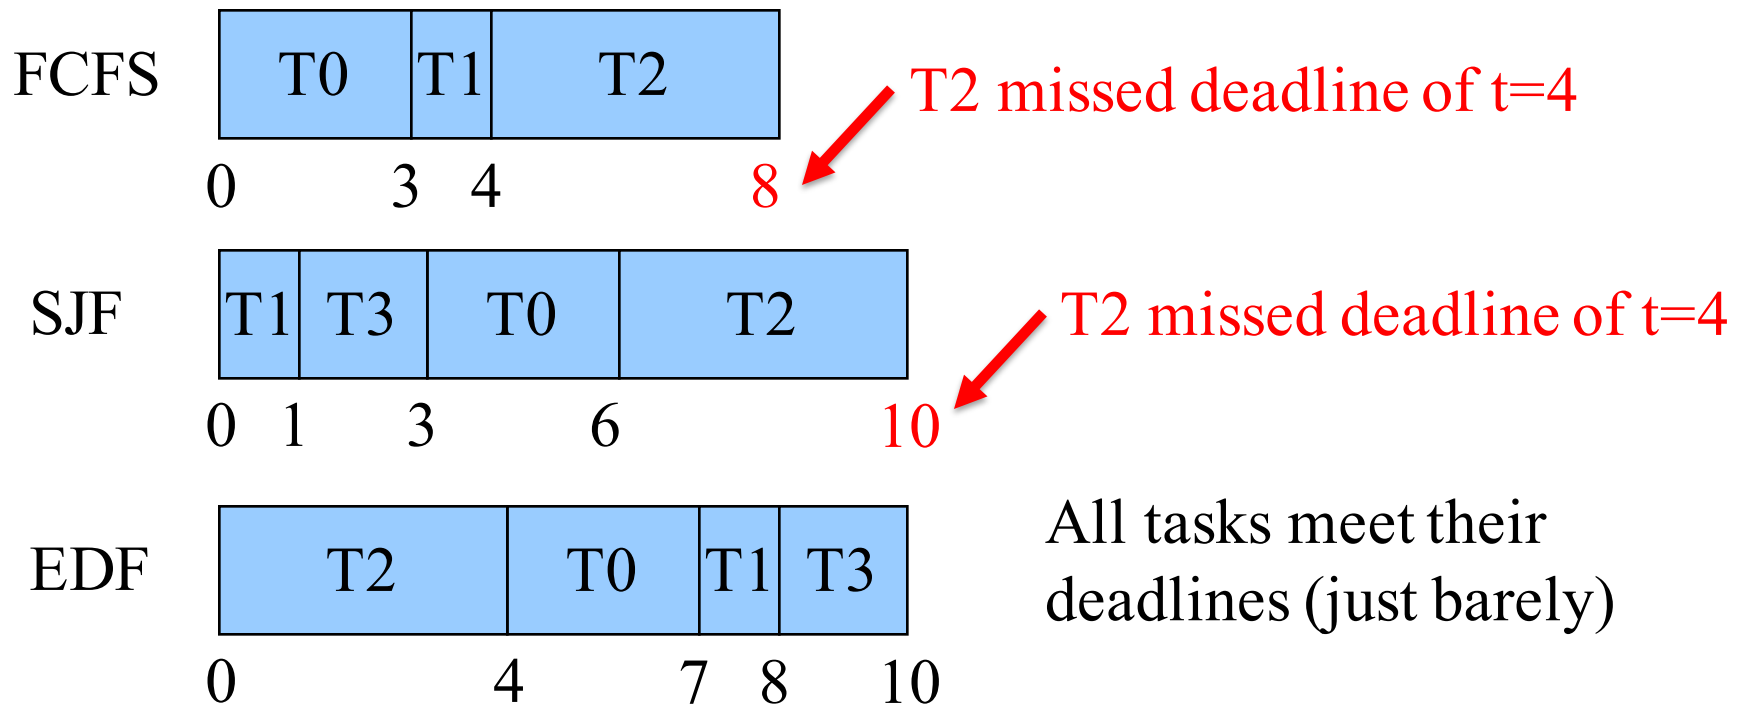 FCFS T0 T1 T2 T2 missed deadline of t=4
0 3 4 8
SJF T1 T3 T0 T2 T2 missed deadline of t=4
0 1 3 6 10
EDF T2 T0 T1 T3 All tasks meet their
deadlines (just barely)
0 4 7 8 10